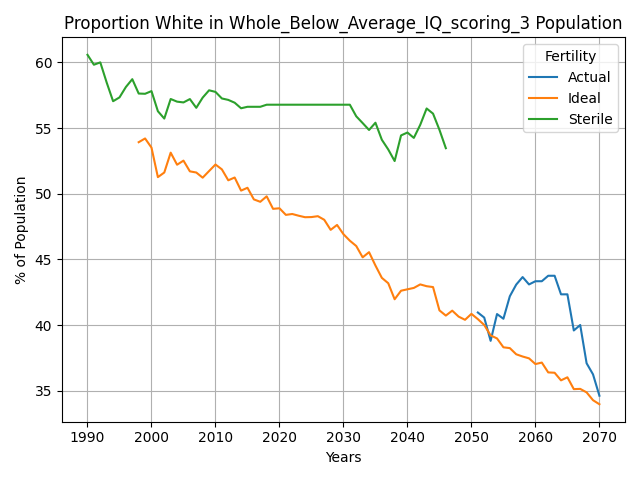 Proportion White in Whole_Below_Average_IQ_scoring_3 Population
Fertility
Actual
Ideal
Sterile
% of Population
60
55
50
45
40
35
1990 2000 2010 2020 2030 2040 2050 2060 2070
Years